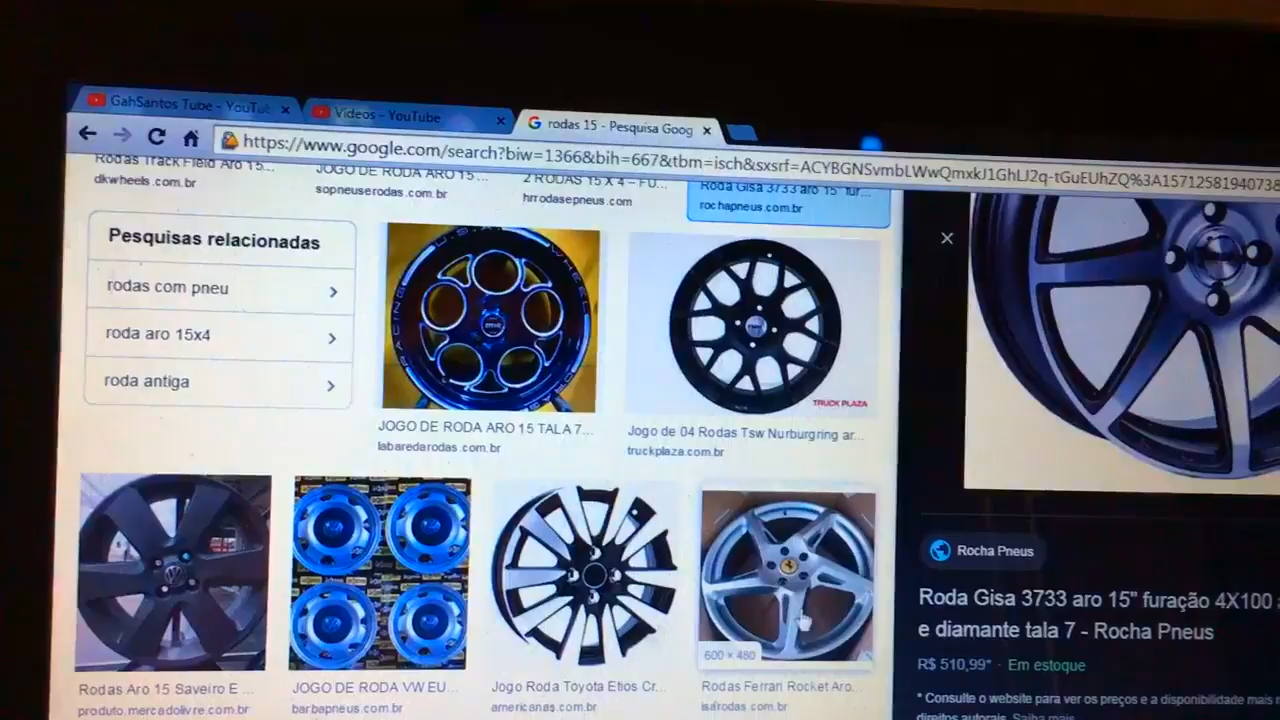 GahSantos Tube - YouTub
Vídeos - YouTube
rodas 15 - Pesquisa Goog
https://www.google.com/search?biw=1366&bih=667&tbm=isch&sxsrf=ACYBGNSvmbLWwQmxkJ1GhLJ2q-tGuEUhZQ%3A1571258194073
Rodas Track Field Aro 15...
dkwheels.com.br
JOGO DE RODA ARO 15 ...
sopneuserodas.com.br
2 RODAS 15 X 4 – FU...
hrrodasepneus.com
Roda Gisa 3733 aro 15" fur...
rochapneus.com.br
Pesquisas relacionadas
rodas com pneu
roda aro 15x4
roda antiga
TRUCK PLAZA
JOGO DE RODA ARO 15 TALA 7...
labaredarodas.com.br
Jogo de 04 Rodas Tsw Nurburgring ar...
truckplaza.com.br
600 × 480
Rodas Aro 15 Saveiro E ...
produto.mercadolivre.com.br
JOGO DE RODA VW EU...
barbapneus.com.br
Jogo Roda Toyota Etios Cr...
americanas.com.br
Rodas Ferrari Rocket Aro...
isarodas.com.br
Rocha Pneus
Roda Gisa 3733 aro 15" furação 4X100
e diamante tala 7 - Rocha Pneus
R$ 510,99* · Em estoque
* Consulte o website para ver os preços e a disponibilidade mais
direitos autorais. Saiba mais